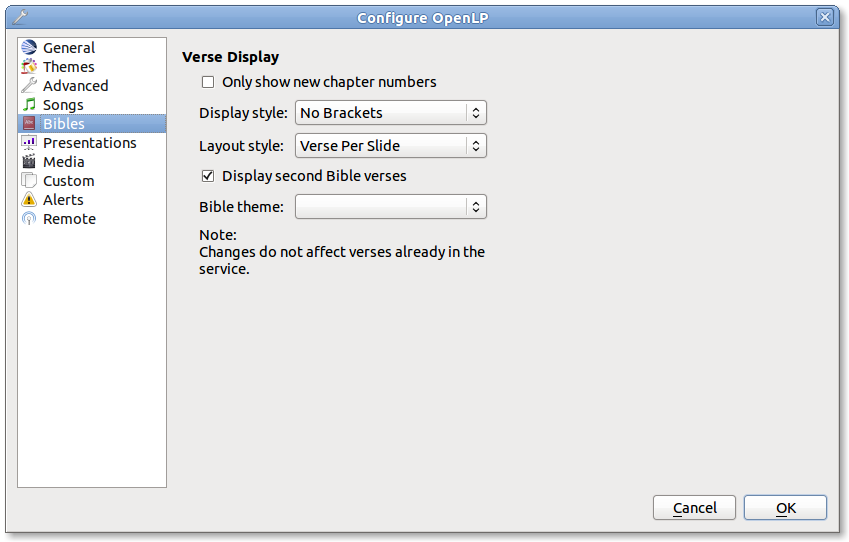 Configure OpenLP
General
Themes
Advanced
Songs
Bibles
Presentations
Media
Custom
Alerts
Remote
Verse Display
Only show new chapter numbers
Display style: No Brackets
Layout style: Verse Per Slide
Display second Bible verses
Bible theme:
Note:
Changes do not affect verses already in the
service.
Cancel OK